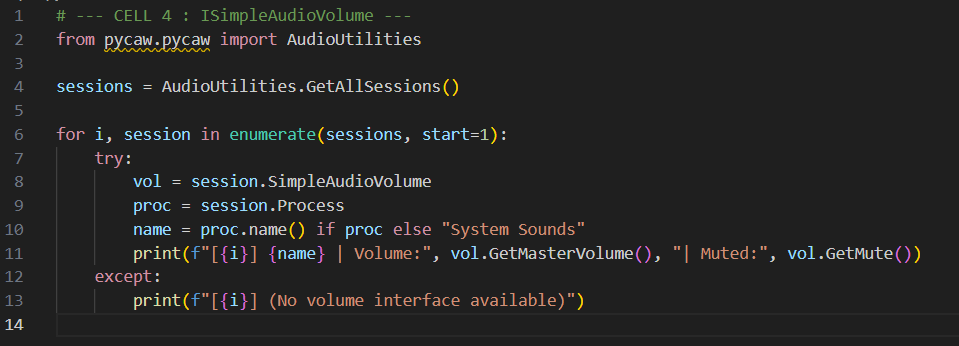 1 # --- CELL 4 : ISimpleAudioVolume ---
2 from pycaw.pycaw import AudioUtilities
3
4 sessions = AudioUtilities.GetAllSessions()
5
6 for i, session in enumerate(sessions, start=1):
7     try:
8         vol = session.SimpleAudioVolume
9         proc = session.Process
10         name = proc.name() if proc else "System Sounds"
11         print(f"[{i}] {name} | Volume:", vol.GetMasterVolume(), "| Muted:", vol.GetMute())
12     except:
13         print(f"[{i}] (No volume interface available)")
14